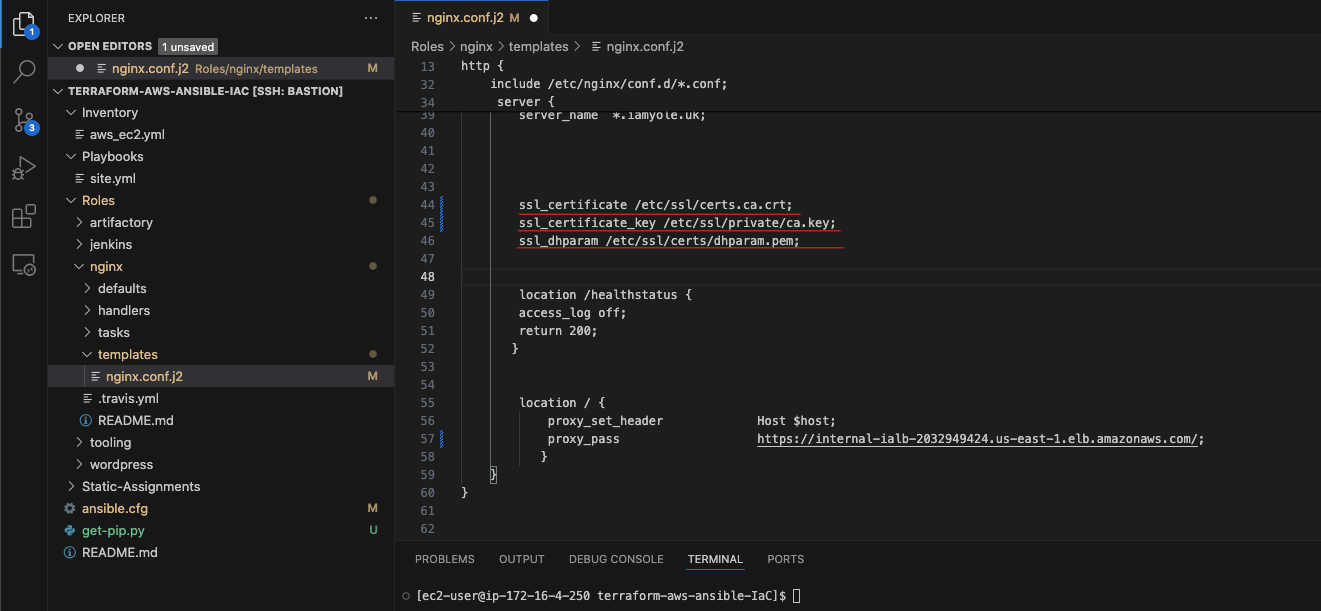 1
3
EXPLORER ...
OPEN EDITORS 1 unsaved
nginx.conf.j2 Roles/nginx/templates M
TERRAFORM-AWS-ANSIBLE-IAC [SSH: BASTION]
Inventory
aws_ec2.yml
Playbooks
site.yml
Roles
artifactory
jenkins
nginx
defaults
handlers
tasks
templates
nginx.conf.j2 M
.travis.yml
README.md
tooling
wordpress
Static-Assignments
ansible.cfg M
get-pip.py U
README.md
nginx.conf.j2 M
Roles > nginx > templates > nginx.conf.j2
13 http {
32 include /etc/nginx/conf.d/*.conf;
34 server {
39 server_name *.iamyole.uk;
40
41
42
43
44 ssl_certificate /etc/ssl/certs.ca.crt;
45 ssl_certificate_key /etc/ssl/private/ca.key;
46 ssl_dhparam /etc/ssl/certs/dhparam.pem;
47
48
49 location /healthstatus {
50 access_log off;
51 return 200;
52 }
53
54
55 location / {
56 proxy_set_header Host $host;
57 proxy_pass https://internal-ialb-2032949424.us-east-1.elb.amazonaws.com/;
58 }
59 }
60 }
61
62
PROBLEMS OUTPUT DEBUG CONSOLE TERMINAL PORTS
[ec2-user@ip-172-16-4-250 terraform-aws-ansible-IaC]$